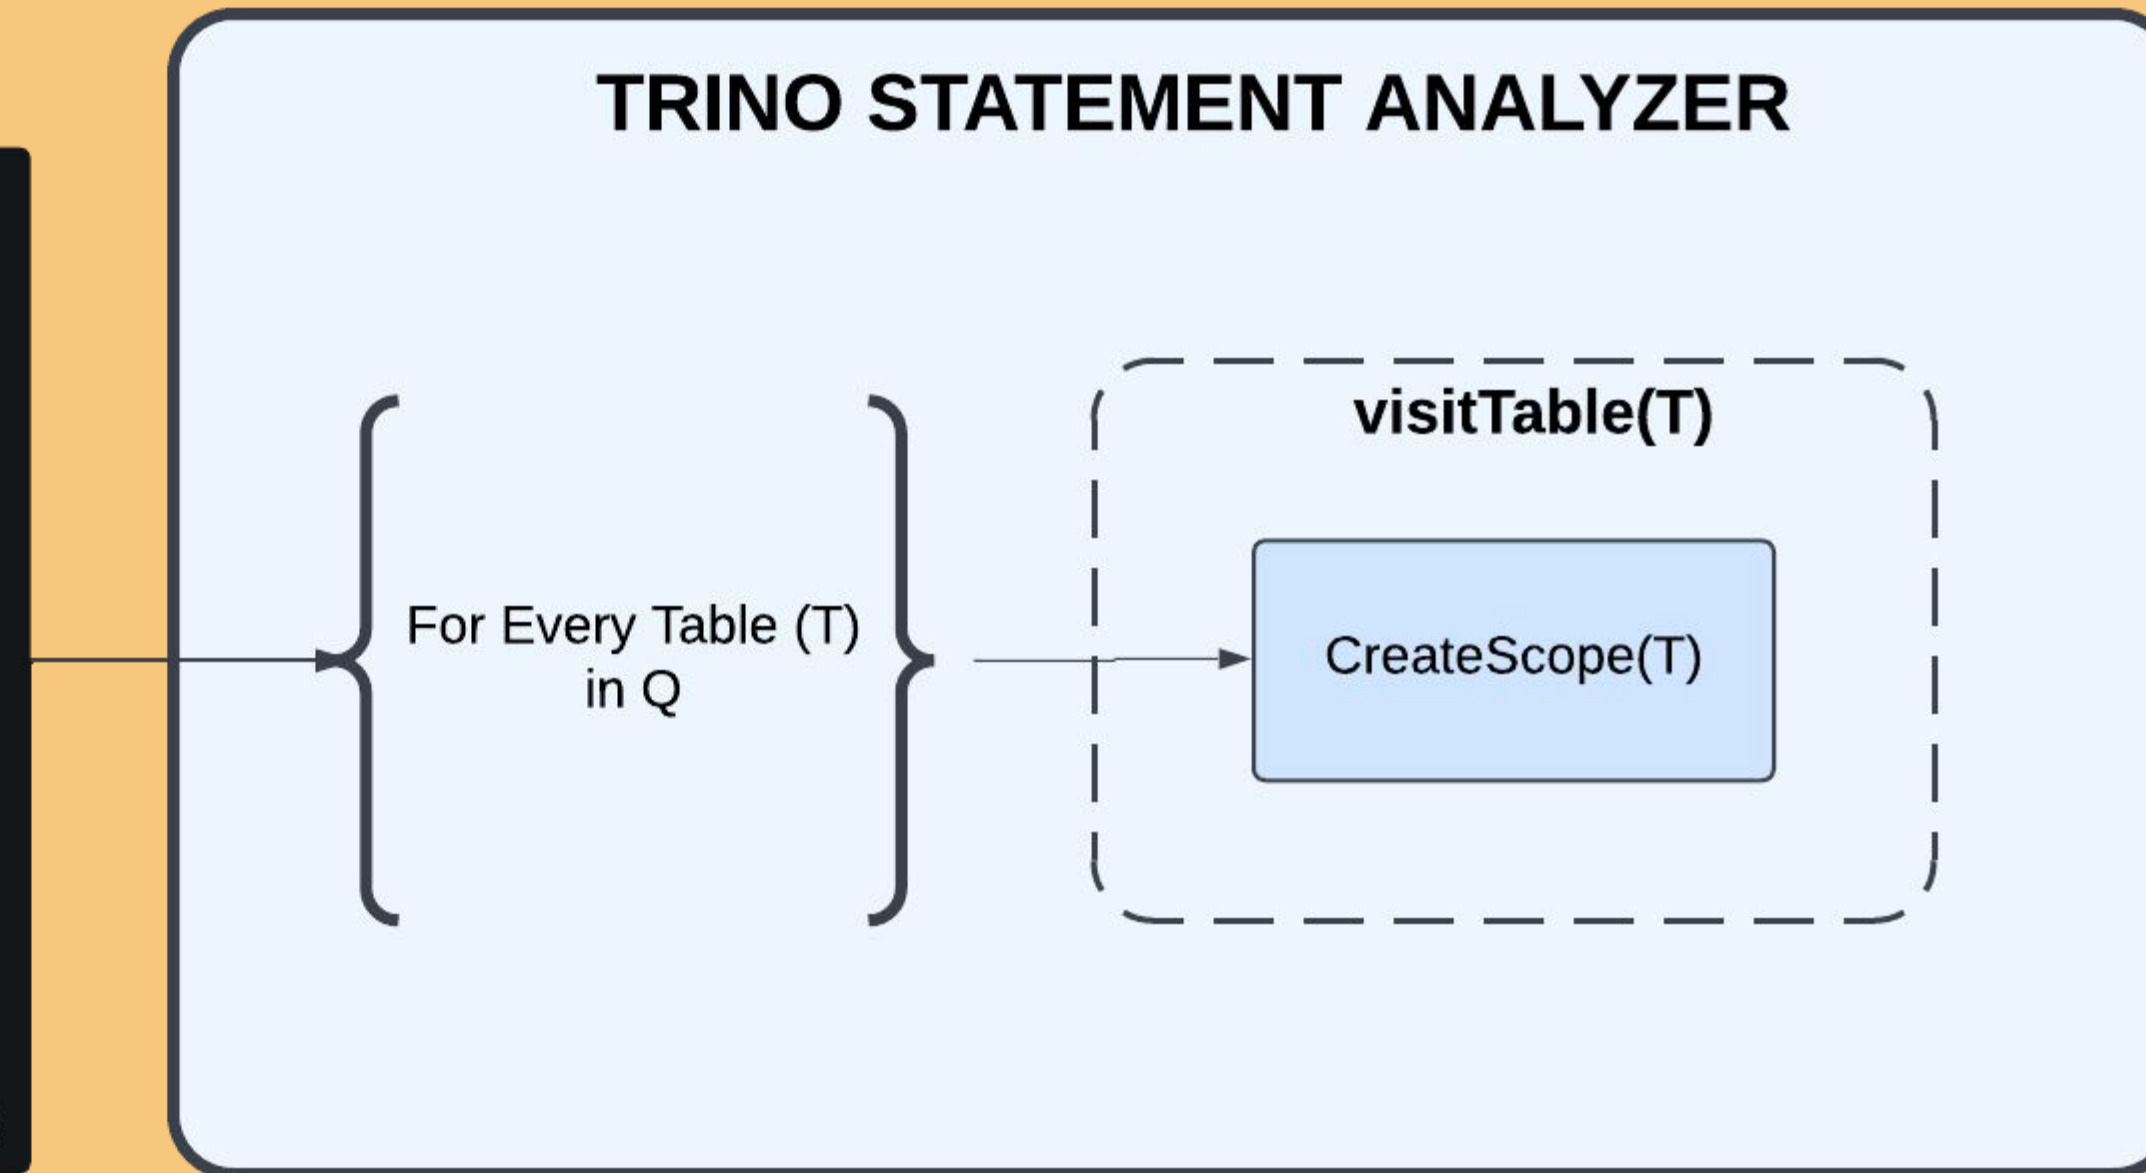 TRINO STATEMENT ANALYZER
visitTable(T)
For Every Table (T)
in Q
CreateScope(T)